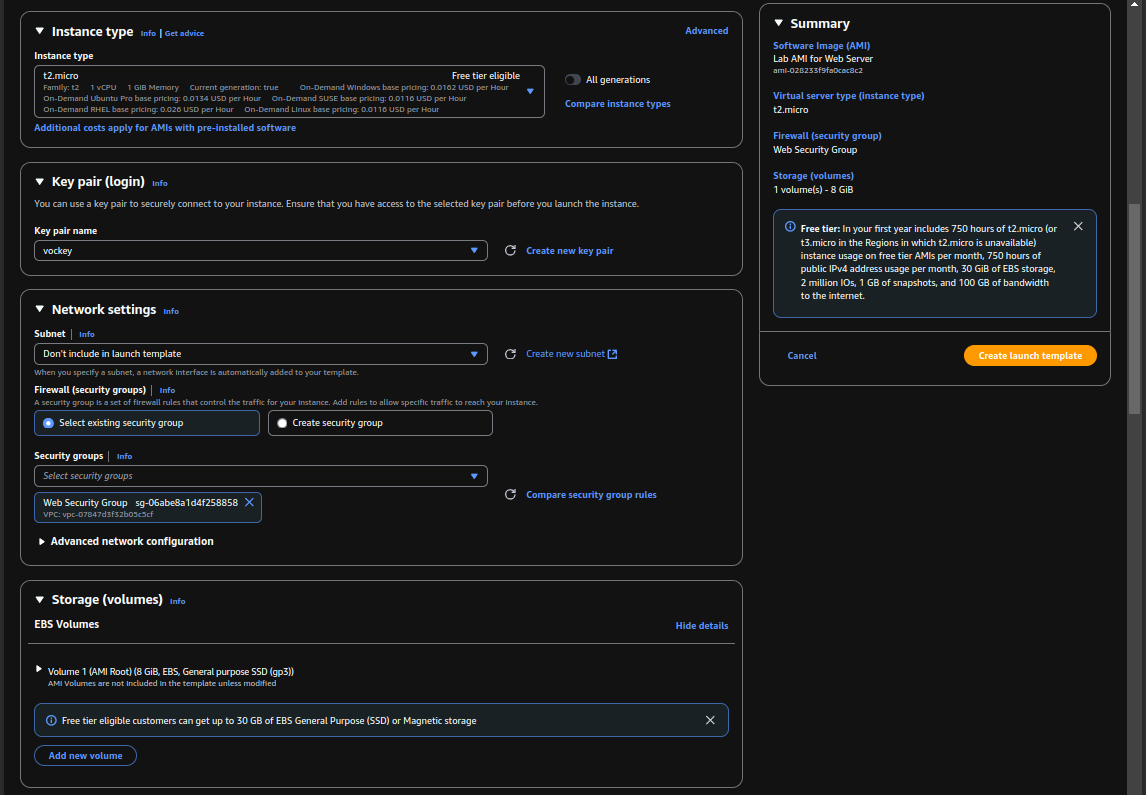 Instance type Info | Get advice
Advanced
Instance type
t2.micro Free tier eligible
Family: t2 1 vCPU 1 GiB Memory Current generation: true On-Demand Windows base pricing: 0.0162 USD per Hour
On-Demand Ubuntu Pro base pricing: 0.0134 USD per Hour On-Demand SUSE base pricing: 0.0116 USD per Hour
On-Demand RHEL base pricing: 0.026 USD per Hour On-Demand Linux base pricing: 0.0116 USD per Hour
All generations
Compare instance types
Additional costs apply for AMIs with pre-installed software
Key pair (login) Info
You can use a key pair to securely connect to your instance. Ensure that you have access to the selected key pair before you launch the instance.
Key pair name
vockey
Create new key pair
Network settings Info
Subnet | Info
Don't include in launch template
Create new subnet
When you specify a subnet, a network interface is automatically added to your template.
Firewall (security groups) | Info
A security group is a set of firewall rules that control the traffic for your instance. Add rules to allow specific traffic to reach your instance.
Select existing security group
Create security group
Security groups | Info
Select security groups
Web Security Group sg-06abe8a1d4f258858
VPC: vpc-07847d3f32b05c5cf
Compare security group rules
Advanced network configuration
Storage (volumes) Info
EBS Volumes
Hide details
Volume 1 (AMI Root) (8 GiB, EBS, General purpose SSD (gp3))
AMI Volumes are not included in the template unless modified
Free tier eligible customers can get up to 30 GB of EBS General Purpose (SSD) or Magnetic storage
Add new volume
Summary
Software Image (AMI)
Lab AMI for Web Server
ami-028233f9fa0cac8c2
Virtual server type (instance type)
t2.micro
Firewall (security group)
Web Security Group
Storage (volumes)
1 volume(s) - 8 GiB
Free tier: In your first year includes 750 hours of t2.micro (or
t3.micro in the Regions in which t2.micro is unavailable)
instance usage on free tier AMIs per month, 750 hours of
public IPv4 address usage per month, 30 GiB of EBS storage,
2 million IOs, 1 GB of snapshots, and 100 GB of bandwidth
to the internet.
Cancel
Create launch template